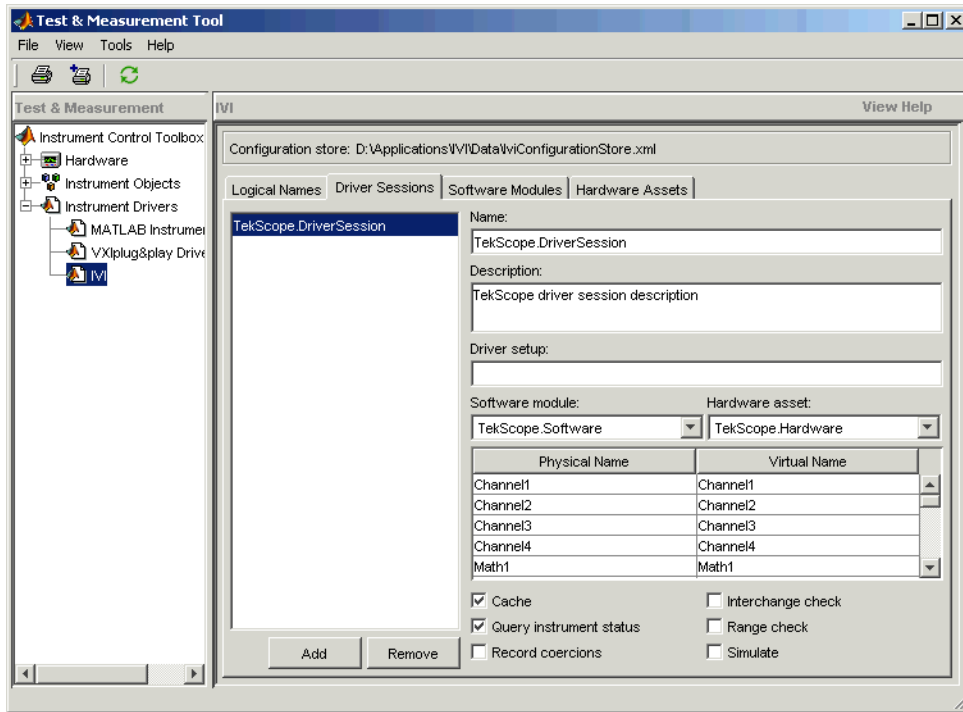 Test & Measurement Tool
File View Tools Help
Test & Measurement
IVI
View Help
Instrument Control Toolbox
Hardware
Instrument Objects
Instrument Drivers
MATLAB Instrumer
VXIplug&play Drive
IVI
Configuration store: D:\Applications\IVI\Data\IviConfigurationStore.xml
Logical Names Driver Sessions Software Modules Hardware Assets
TekScope.DriverSession
Add Remove
Name:
TekScope.DriverSession
Description:
TekScope driver session description
Driver setup:
Software module: Hardware asset:
TekScope.Software TekScope.Hardware
Physical Name Virtual Name
Channel1 Channel1
Channel2 Channel2
Channel3 Channel3
Channel4 Channel4
Math1 Math1
Cache Interchange check
Query instrument status Range check
Record coercions Simulate